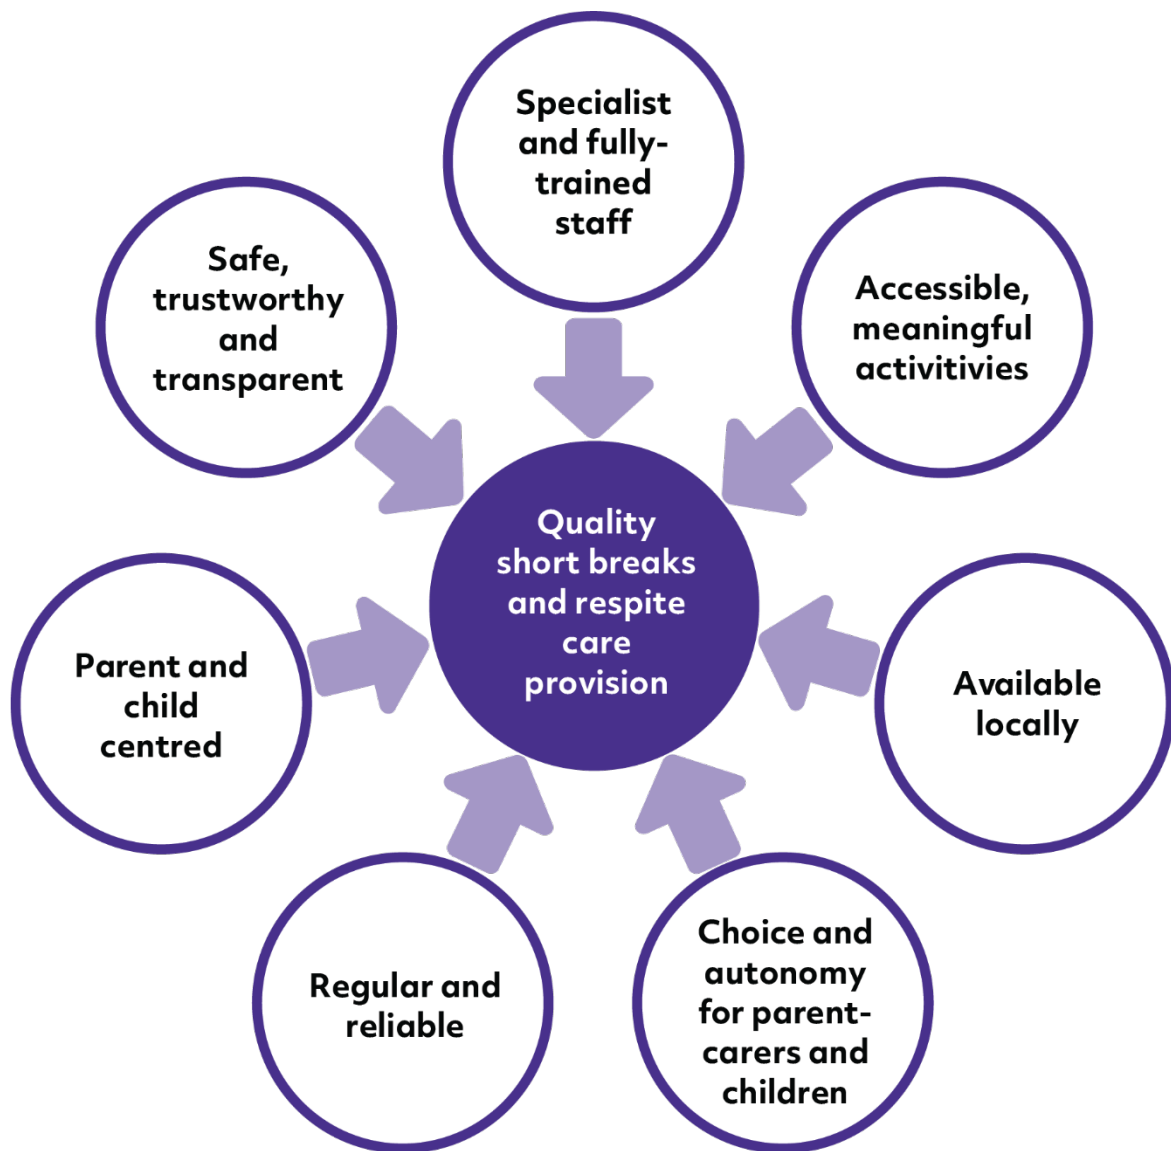 Specialist
and fully-
trained
staff
Accessible,
meaningful
activitivies
Available
locally
Choice and
autonomy
for parent-
carers and
children
Regular and
reliable
Parent and
child
centred
Safe,
trustworthy
and
transparent
Quality
short breaks
and respite
care
provision